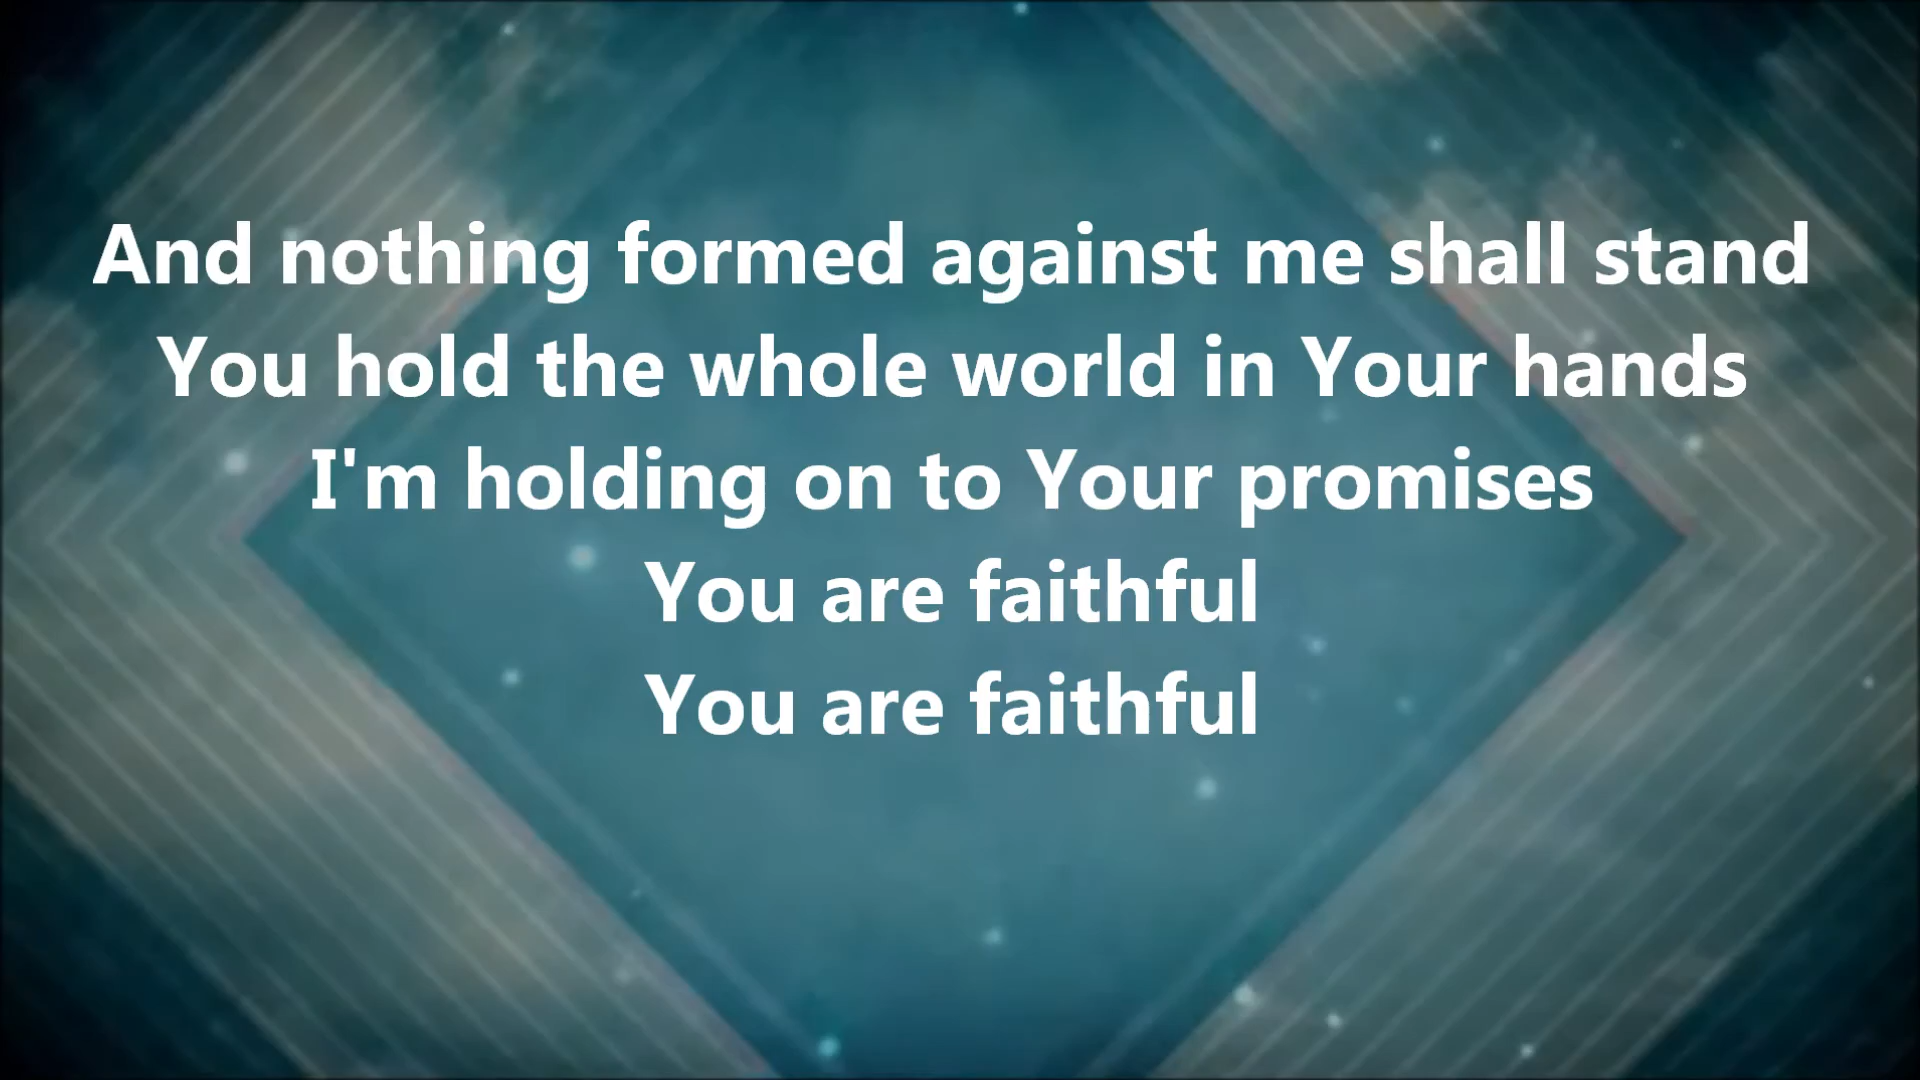 And nothing formed against me shall stand
You hold the whole world in Your hands
I'm holding on to Your promises
You are faithful
You are faithful